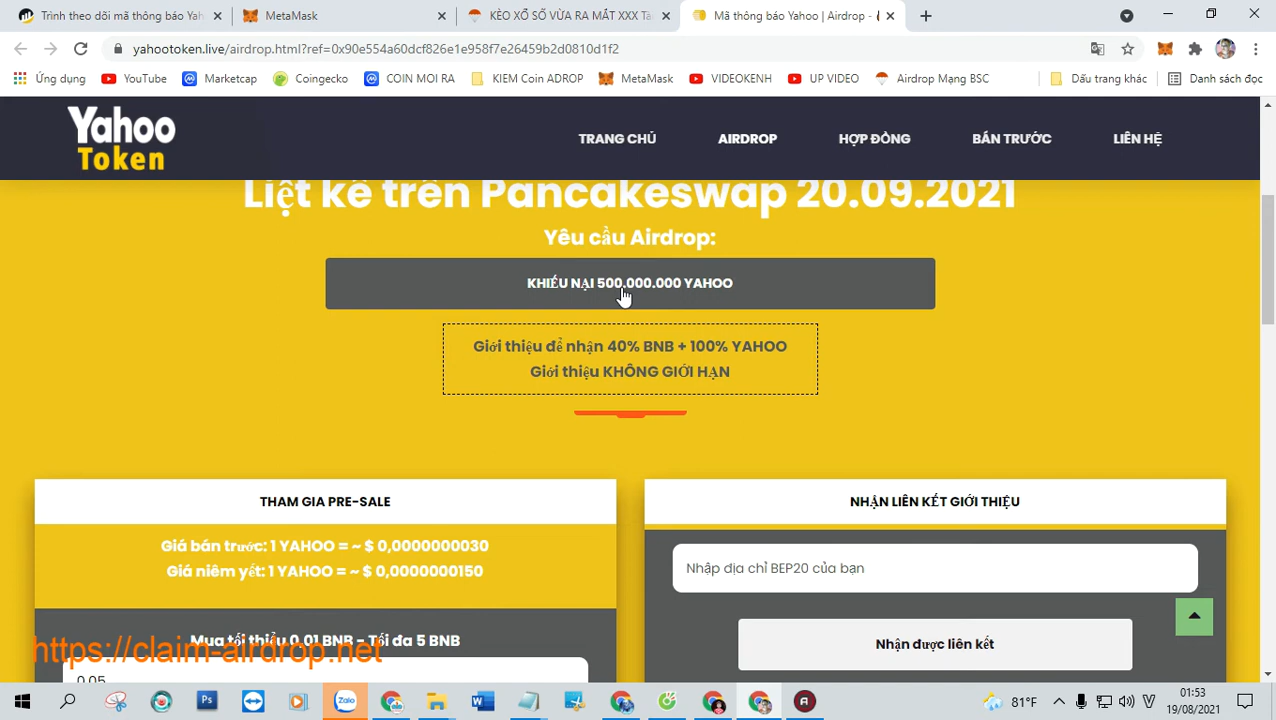 Trình theo dõi mã thông báo Yaho
MetaMask
KÈO XỔ SỐ VỪA RA MẮT XXX Tà
Mã thông báo Yahoo | Airdrop -
yahootoken.live/airdrop.html?ref=0x90e554a60dcf826e1e958f7e26459b2d0810d1f2
Ứng dụng
YouTube
Marketcap
Coingecko
COIN MOI RA
KIEM Coin ADROP
MetaMask
VIDEOKENH
UP VIDEO
Airdrop Mạng BSC
Dấu trang khác
Danh sách đọc
Yahoo
Token
TRANG CHỦ
AIRDROP
HỢP ĐỒNG
BÁN TRƯỚC
LIÊN HỆ
Liệt kê trên Pancakeswap 20.09.2021
Yêu cầu Airdrop:
KHIẾU NẠI 500.000.000 YAHOO
Giới thiệu để nhận 40% BNB + 100% YAHOO
Giới thiệu KHÔNG GIỚI HẠN
THAM GIA PRE-SALE
Giá bán trước: 1 YAHOO = ~ $ 0,0000000030
Giá niêm yết: 1 YAHOO = ~ $ 0,0000000150
Mua tối thiểu 0.01 BNB - Tối đa 5 BNB
0.05
NHẬN LIÊN KẾT GIỚI THIỆU
Nhập địa chỉ BEP20 của bạn
Nhận được liên kết
https://claim-airdrop.net
Ps
Zalo
W
A
81°F
V
01:53
19/08/2021